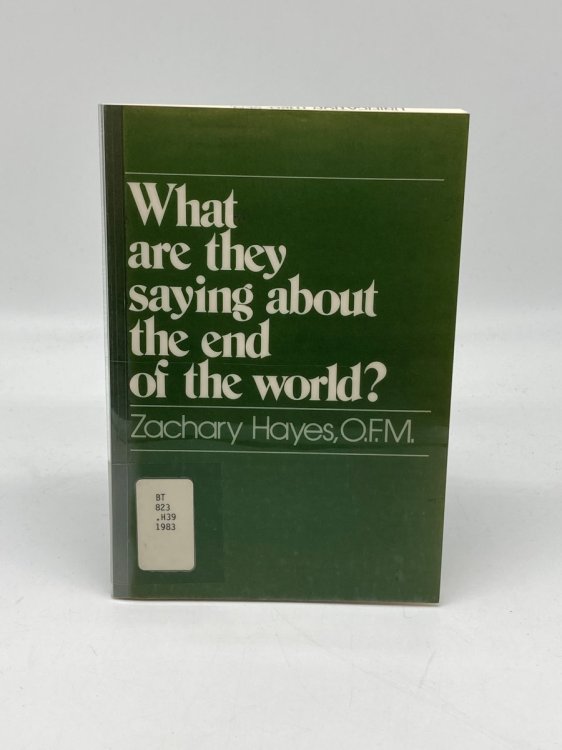 What
are they
saying about
the end
of the world?
Zachary Hayes, O.F.M.
BT
823
.H39
1983